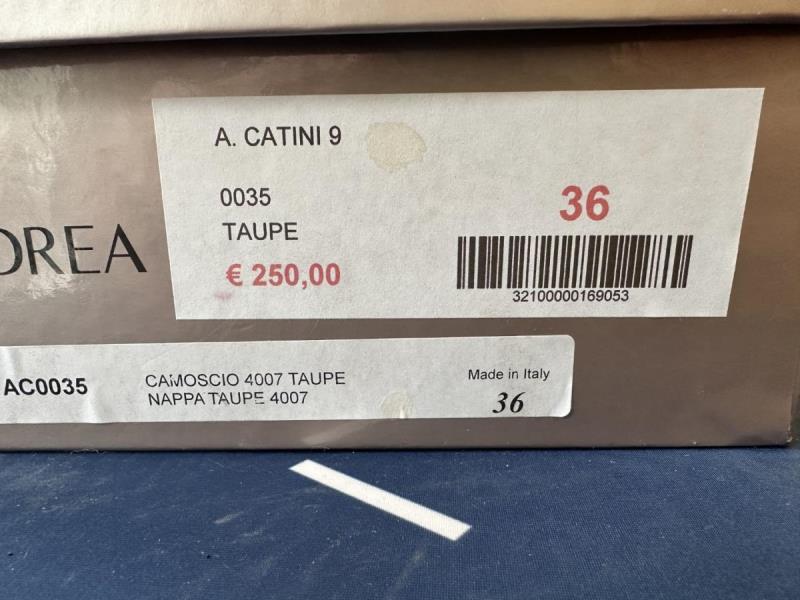 A. CATINI 9
0035
TAUPE
€ 250,00
36
32100000169053
OREA
AC0035
CAMOSCIO 4007 TAUPE
NAPPA TAUPE 4007
Made in Italy
36